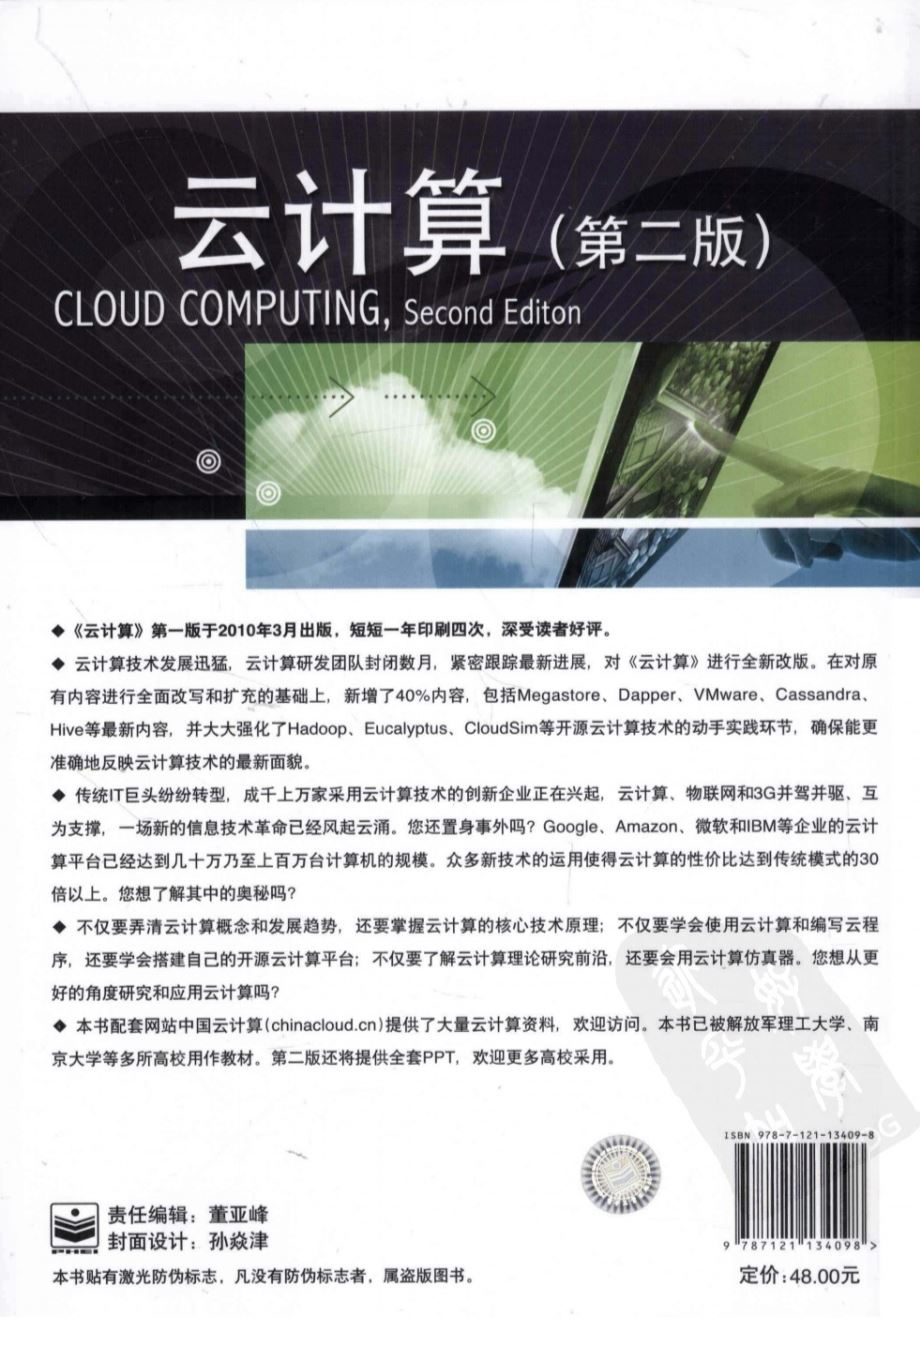 云计算（第二版）
CLOUD COMPUTING, Second Editon
◆《云计算》第一版于2010年3月出版，短短一年印刷四次，深受读者好评。
◆ 云计算技术发展迅猛，云计算研发团队封闭数月，紧密跟踪最新进展，对《云计算》进行全新改版。在对原
有内容进行全面改写和扩充的基础上，新增了40%内容，包括Megastore、Dapper、VMware、Cassandra、
Hive等最新内容，并大大强化了Hadoop、Eucalyptus、CloudSim等开源云计算技术的动手实践环节，确保能更
准确地反映云计算技术的最新面貌。
◆ 传统IT巨头纷纷转型，成千上万家采用云计算技术的创新企业正在兴起，云计算、物联网和3G并驾并驱、互
为支撑，一场新的信息技术革命已经风起云涌。您还置身事外吗？Google、Amazon、微软和IBM等企业的云计
算平台已经达到几十万乃至上百万台计算机的规模。众多新技术的运用使得云计算的性价比达到传统模式的30
倍以上。您想了解其中的奥秘吗？
◆ 不仅要弄清云计算概念和发展趋势，还要掌握云计算的核心技术原理；不仅要学会使用云计算和编写云程
序，还要学会搭建自己的开源云计算平台；不仅要了解云计算理论研究前沿，还要会用云计算仿真器。您想从更
好的角度研究和应用云计算吗？
◆ 本书配套网站中国云计算(chinacloud.cn)提供了大量云计算资料，欢迎访问。本书已被解放军理工大学、南
京大学等多所高校用作教材。第二版还将提供全套PPT，欢迎更多高校采用。
ISBN 978-7-121-13409-8
9 787121 134098 >
定价：48.00元
PHEI
责任编辑：董亚峰
封面设计：孙焱津
本书贴有激光防伪标志，凡没有防伪标志者，属盗版图书。